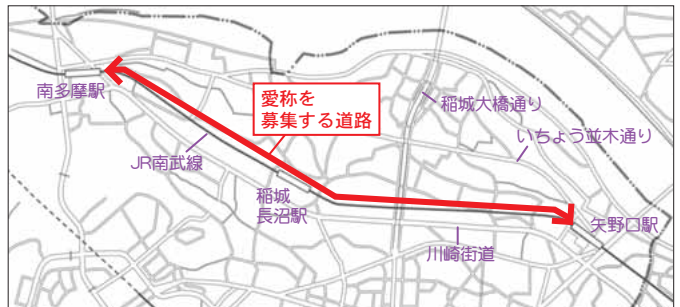 南多摩駅
愛称を
募集する道路
稲城大橋通り
いちょう並木通り
JR南武線
稲城
長沼駅
矢野口駅
川崎街道